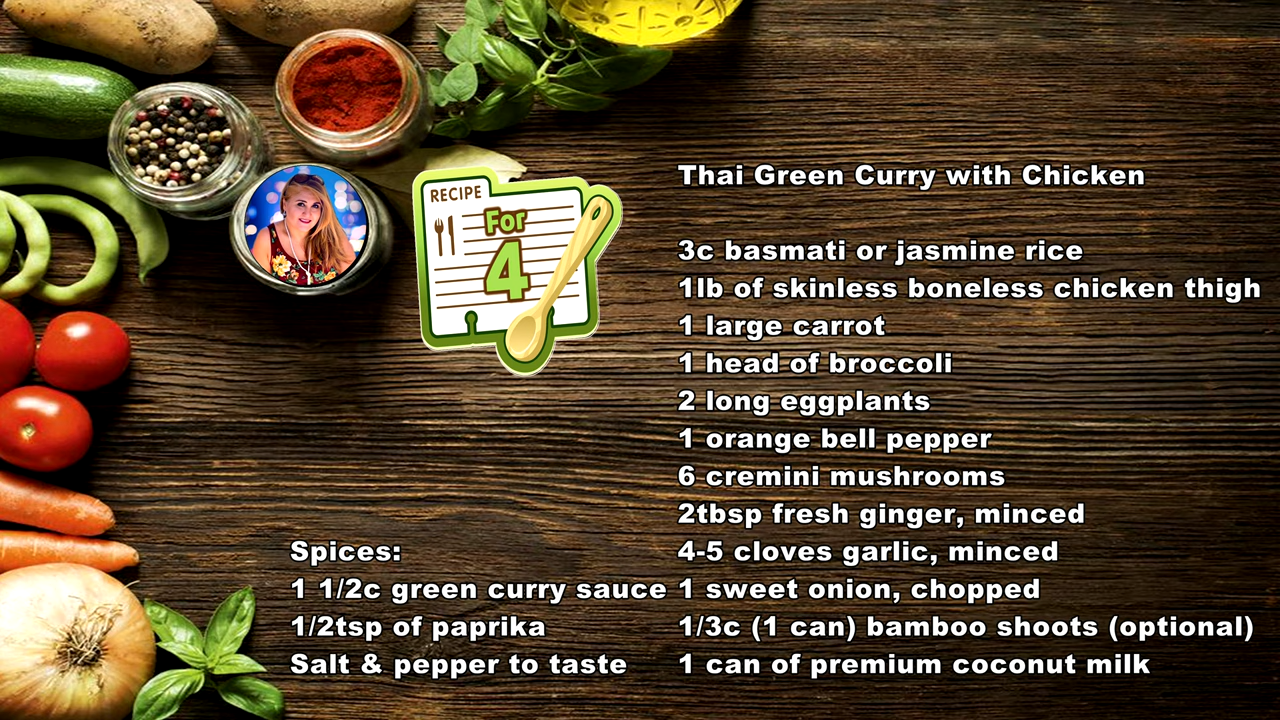 RECIPE
For
4
Thai Green Curry with Chicken
3c basmati or jasmine rice
1lb of skinless boneless chicken thigh
1 large carrot
1 head of broccoli
2 long eggplants
1 orange bell pepper
6 cremini mushrooms
2tbsp fresh ginger, minced
4-5 cloves garlic, minced
1 sweet onion, chopped
1/3c (1 can) bamboo shoots (optional)
1 can of premium coconut milk
Spices:
1 1/2c green curry sauce
1/2tsp of paprika
Salt & pepper to taste